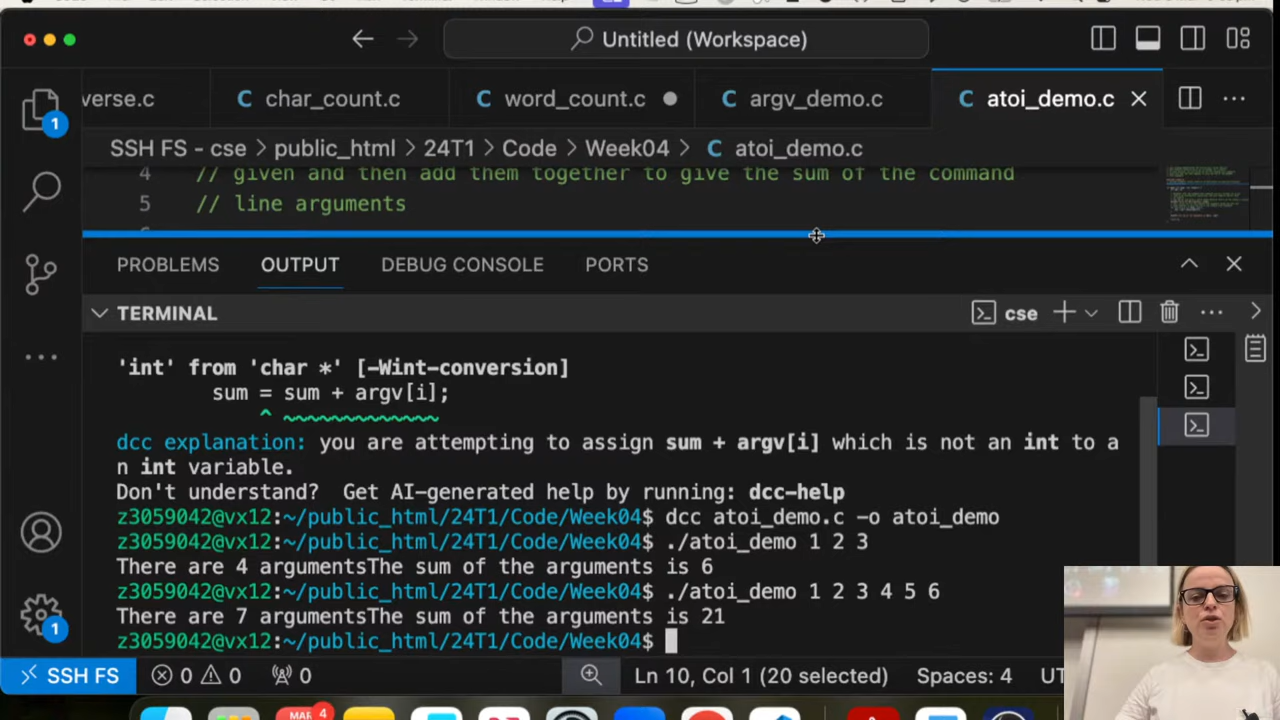 Untitled (Workspace)
verse.c
char_count.c
word_count.c
argv_demo.c
atoi_demo.c
1
SSH FS - cse > public_html > 24T1 > Code > Week04 > C atoi_demo.c
4 // given and then add them together to give the sum of the command
5 // line arguments
PROBLEMS OUTPUT DEBUG CONSOLE PORTS
TERMINAL
cse
'int' from 'char *' [-Wint-conversion]
sum = sum + argv[i];
^ ~~~~~~~~~~~~~
dcc explanation: you are attempting to assign sum + argv[i] which is not an int to a
n int variable.
Don't understand? Get AI-generated help by running: dcc-help
z3059042@vx12:~/public_html/24T1/Code/Week04$ dcc atoi_demo.c -o atoi_demo
z3059042@vx12:~/public_html/24T1/Code/Week04$ ./atoi_demo 1 2 3
There are 4 argumentsThe sum of the arguments is 6
z3059042@vx12:~/public_html/24T1/Code/Week04$ ./atoi_demo 1 2 3 4 5 6
There are 7 argumentsThe sum of the arguments is 21
z3059042@vx12:~/public_html/24T1/Code/Week04$
1
SSH FS 0 0 0 Ln 10, Col 1 (20 selected) Spaces: 4
MAR 4